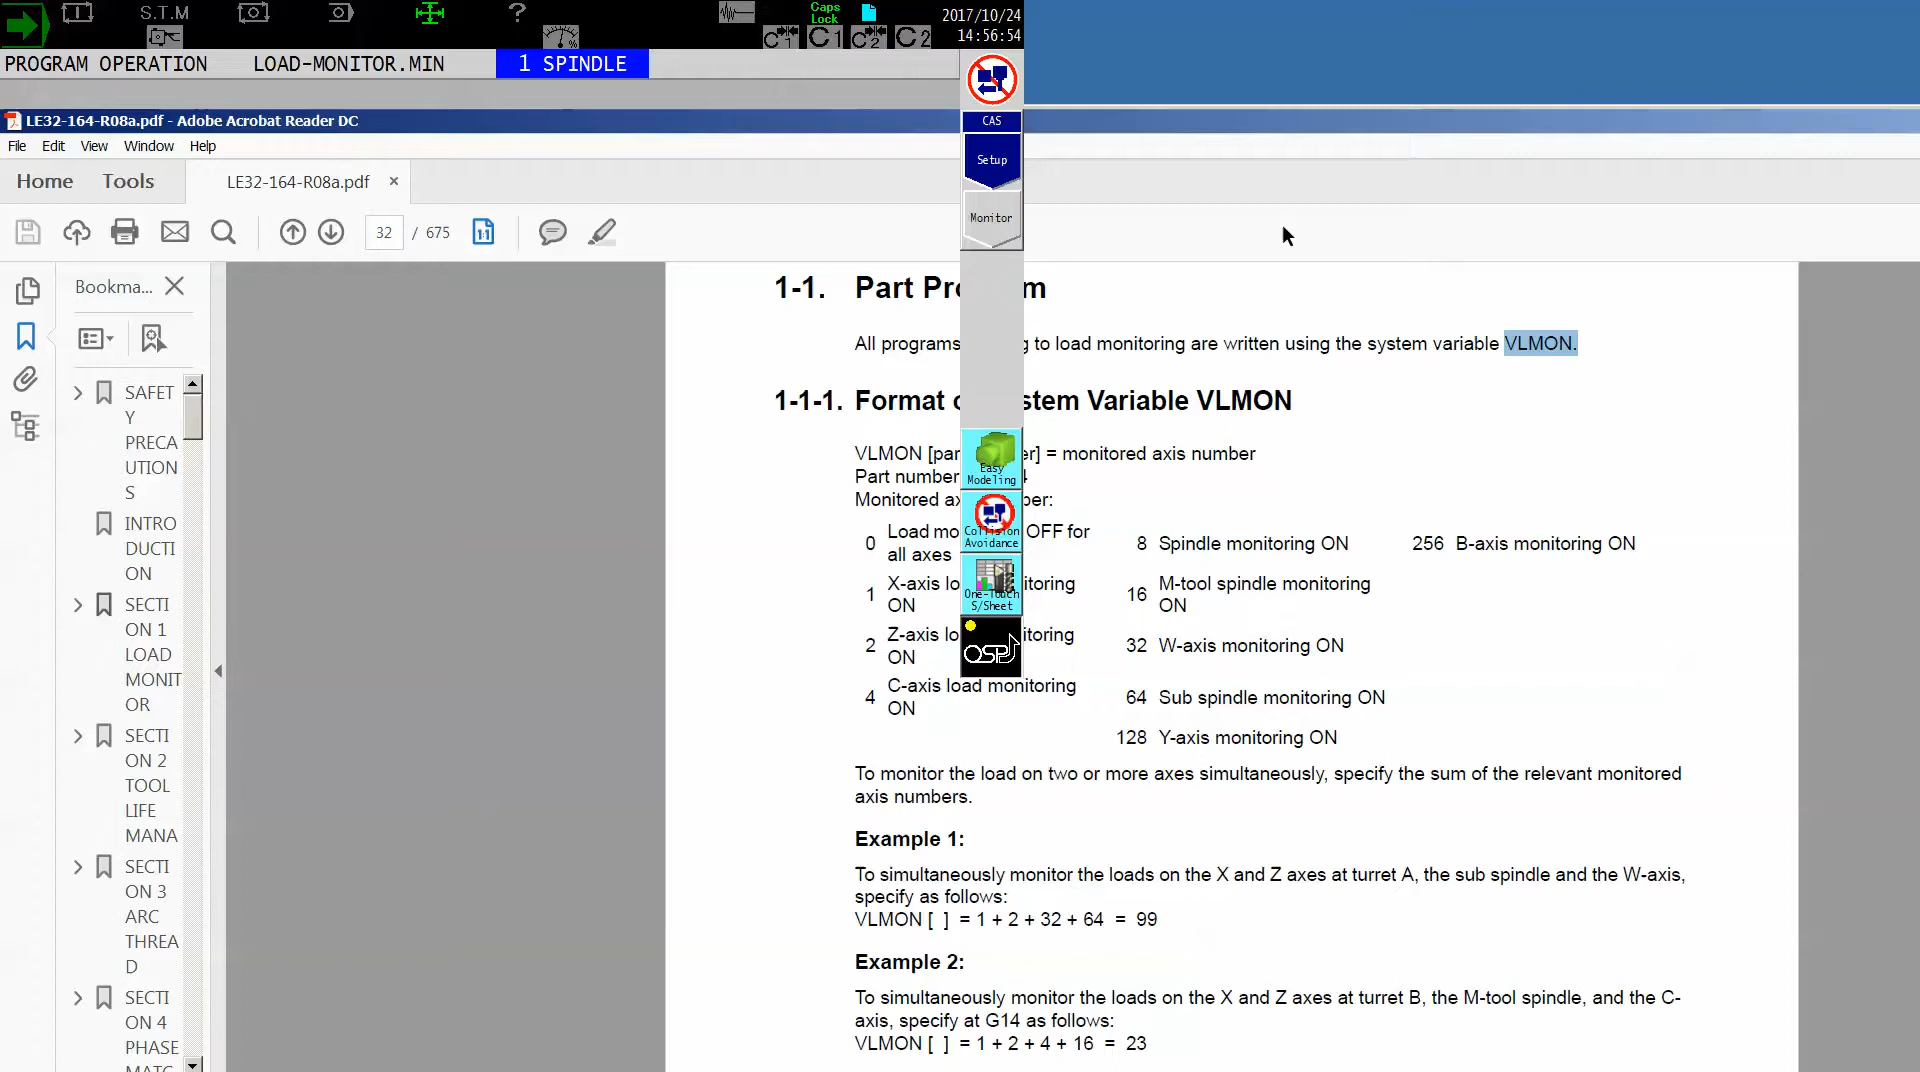 S.T.M
?
Caps
Lock
2017/10/24
14:56:54
C1 C1 C2 C2
PROGRAM OPERATION LOAD-MONITOR.MIN 1 SPINDLE
LE32-164-R08a.pdf - Adobe Acrobat Reader DC
CAS
File Edit View Window Help
Setup
Home Tools LE32-164-R08a.pdf ×
Monitor
32 / 675
Bookma...
SAFET
Y
PRECA
UTION
S
INTRO
DUCTI
ON
SECTI
ON 1
LOAD
MONIT
OR
SECTI
ON 2
TOOL
LIFE
MANA
SECTI
ON 3
ARC
THREA
D
SECTI
ON 4
PHASE
1-1. Part Pr m
All programs g to load monitoring are written using the system variable VLMON.
1-1-1. Format stem Variable VLMON
VLMON [par er] = monitored axis number
Part number 4
Monitored ax ber:
0 Load mo OFF for
all axes
8 Spindle monitoring ON
256 B-axis monitoring ON
1 X-axis lo itoring
ON
16 M-tool spindle monitoring
ON
2 Z-axis lo itoring
ON
32 W-axis monitoring ON
4 C-axis load monitoring
ON
64 Sub spindle monitoring ON
128 Y-axis monitoring ON
To monitor the load on two or more axes simultaneously, specify the sum of the relevant monitored
axis numbers.
Example 1:
To simultaneously monitor the loads on the X and Z axes at turret A, the sub spindle and the W-axis,
specify as follows:
VLMON [ ] = 1 + 2 + 32 + 64 = 99
Example 2:
To simultaneously monitor the loads on the X and Z axes at turret B, the M-tool spindle, and the C-
axis, specify at G14 as follows:
VLMON [ ] = 1 + 2 + 4 + 16 = 23
Easy
Modeling
Collision
Avoidance
One-Touch
S/Sheet
OSP